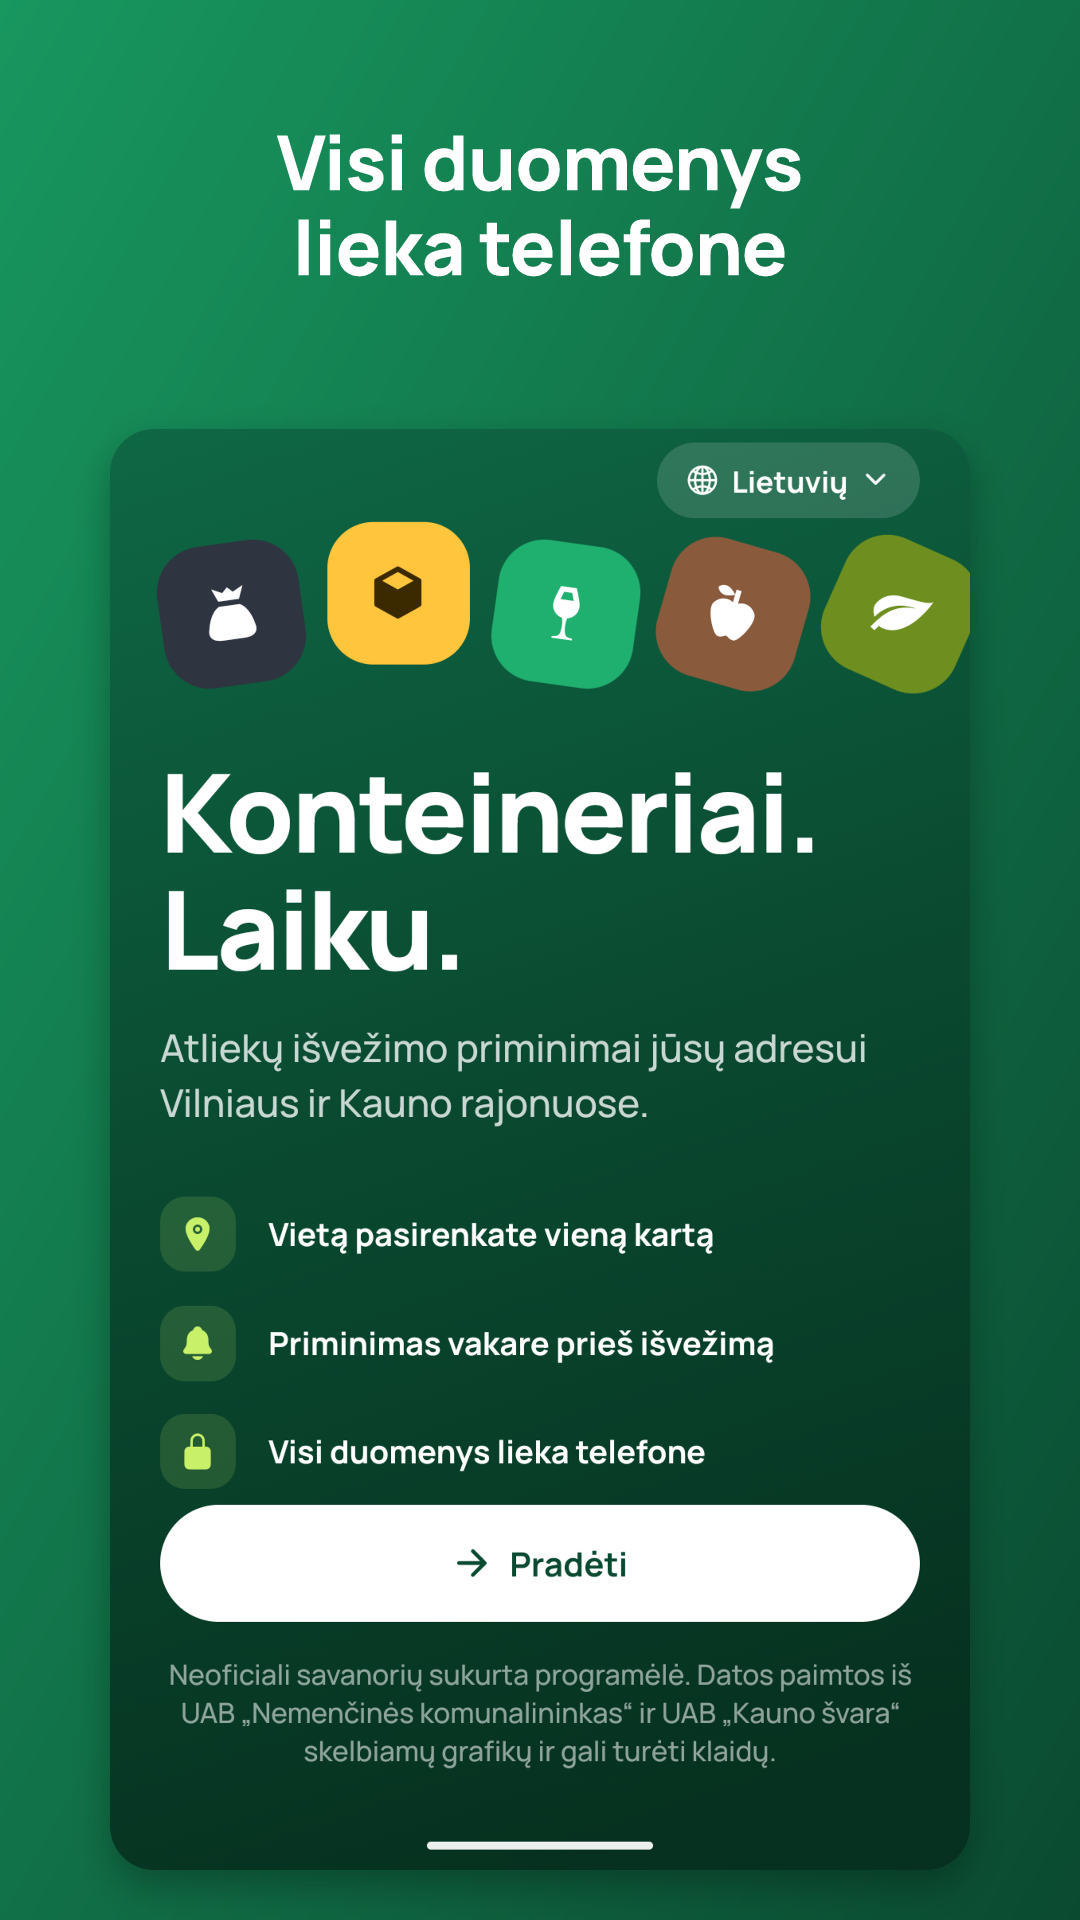 Visi duomenys
lieka telefone
Lietuvių
Konteineriai.
Laiku.
Atliekų išvežimo priminimai jūsų adresui
Vilniaus ir Kauno rajonuose.
Vietą pasirenkate vieną kartą
Priminimas vakare prieš išvežimą
Visi duomenys lieka telefone
Pradėti
Neoficiali savanorių sukurta programėlė. Datos paimtos iš
UAB „Nemenčinės komunalininkas“ ir UAB „Kauno švara“
skelbiamų grafikų ir gali turėti klaidų.